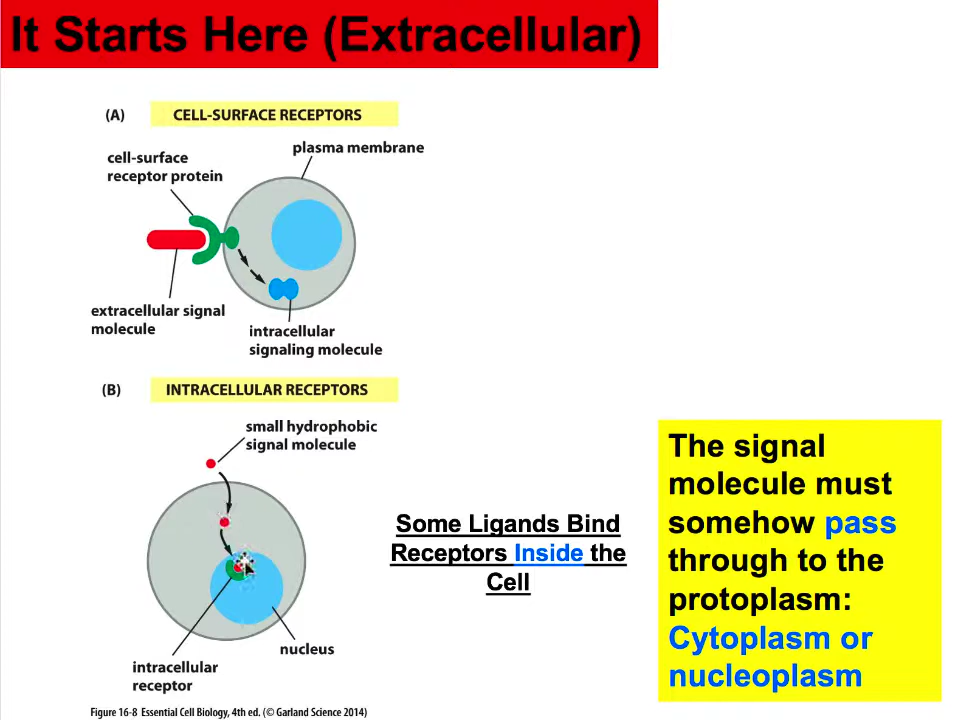 It Starts Here (Extracellular)
(A) CELL-SURFACE RECEPTORS
plasma membrane
cell-surface
receptor protein
extracellular signal
molecule
intracellular
signaling molecule
(B) INTRACELLULAR RECEPTORS
small hydrophobic
signal molecule
Some Ligands Bind
Receptors Inside the
Cell
The signal
molecule must
somehow pass
through to the
protoplasm:
Cytoplasm or
nucleoplasm
nucleus
intracellular
receptor
Figure 16-8 Essential Cell Biology, 4th ed. (© Garland Science 2014)